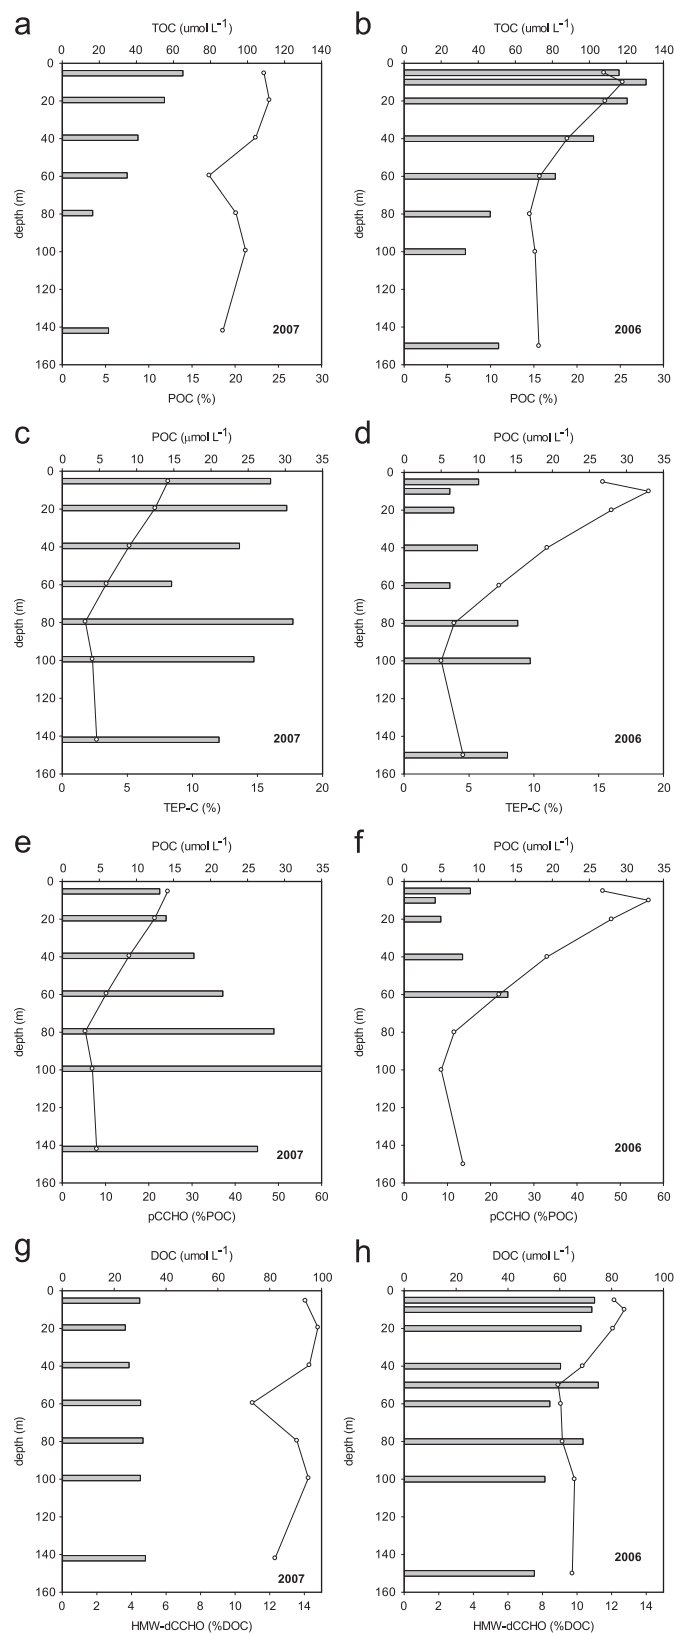 a
TOC (umol L-1)
0 20 40 60 80 100 120 140
0
20
40
60
80
100
120
140
160
depth (m)
2007
0 5 10 15 20 25 30
POC (%)
b
TOC (umol L-1)
0 20 40 60 80 100 120 140
0
20
40
60
80
100
120
140
160
depth (m)
2006
0 5 10 15 20 25 30
POC (%)
c
POC (µmol L-1)
0 5 10 15 20 25 30 35
0
20
40
60
80
100
120
140
160
depth (m)
2007
0 5 10 15 20
TEP-C (%)
d
POC (umol L-1)
0 5 10 15 20 25 30 35
0
20
40
60
80
100
120
140
160
depth (m)
2006
0 5 10 15 20
TEP-C (%)
e
POC (umol L-1)
0 5 10 15 20 25 30 35
0
20
40
60
80
100
120
140
160
depth (m)
2007
0 10 20 30 40 50 60
pCCHO (%POC)
f
POC (umol L-1)
0 5 10 15 20 25 30 35
0
20
40
60
80
100
120
140
160
depth (m)
2006
0 10 20 30 40 50 60
pCCHO (%POC)
g
DOC (umol L-1)
0 20 40 60 80 100
0
20
40
60
80
100
120
140
160
depth (m)
2007
0 2 4 6 8 10 12 14
HMW-dCCHO (%DOC)
h
DOC (umol L-1)
0 20 40 60 80 100
0
20
40
60
80
100
120
140
160
depth (m)
2006
0 2 4 6 8 10 12 14
HMW-dCCHO (%DOC)